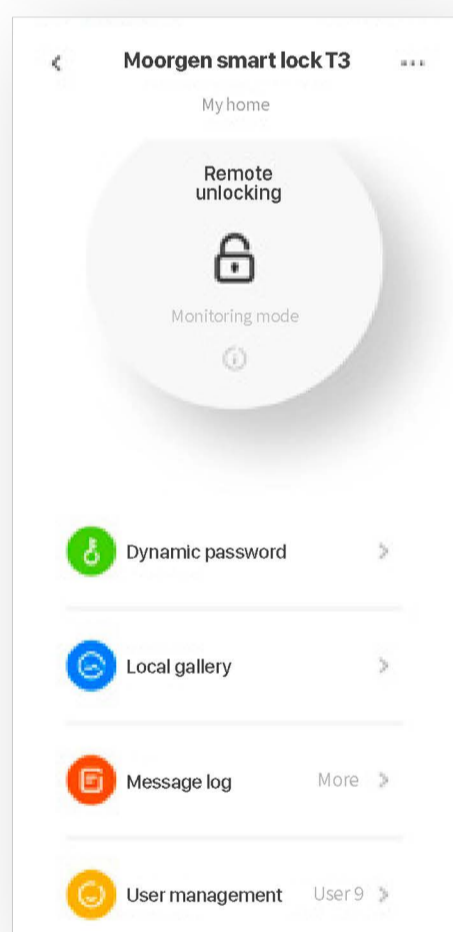 Moorgen smart lock T3
My home
Remote
unlocking
Monitoring mode
Dynamic password
Local gallery
Message log More
User management User 9